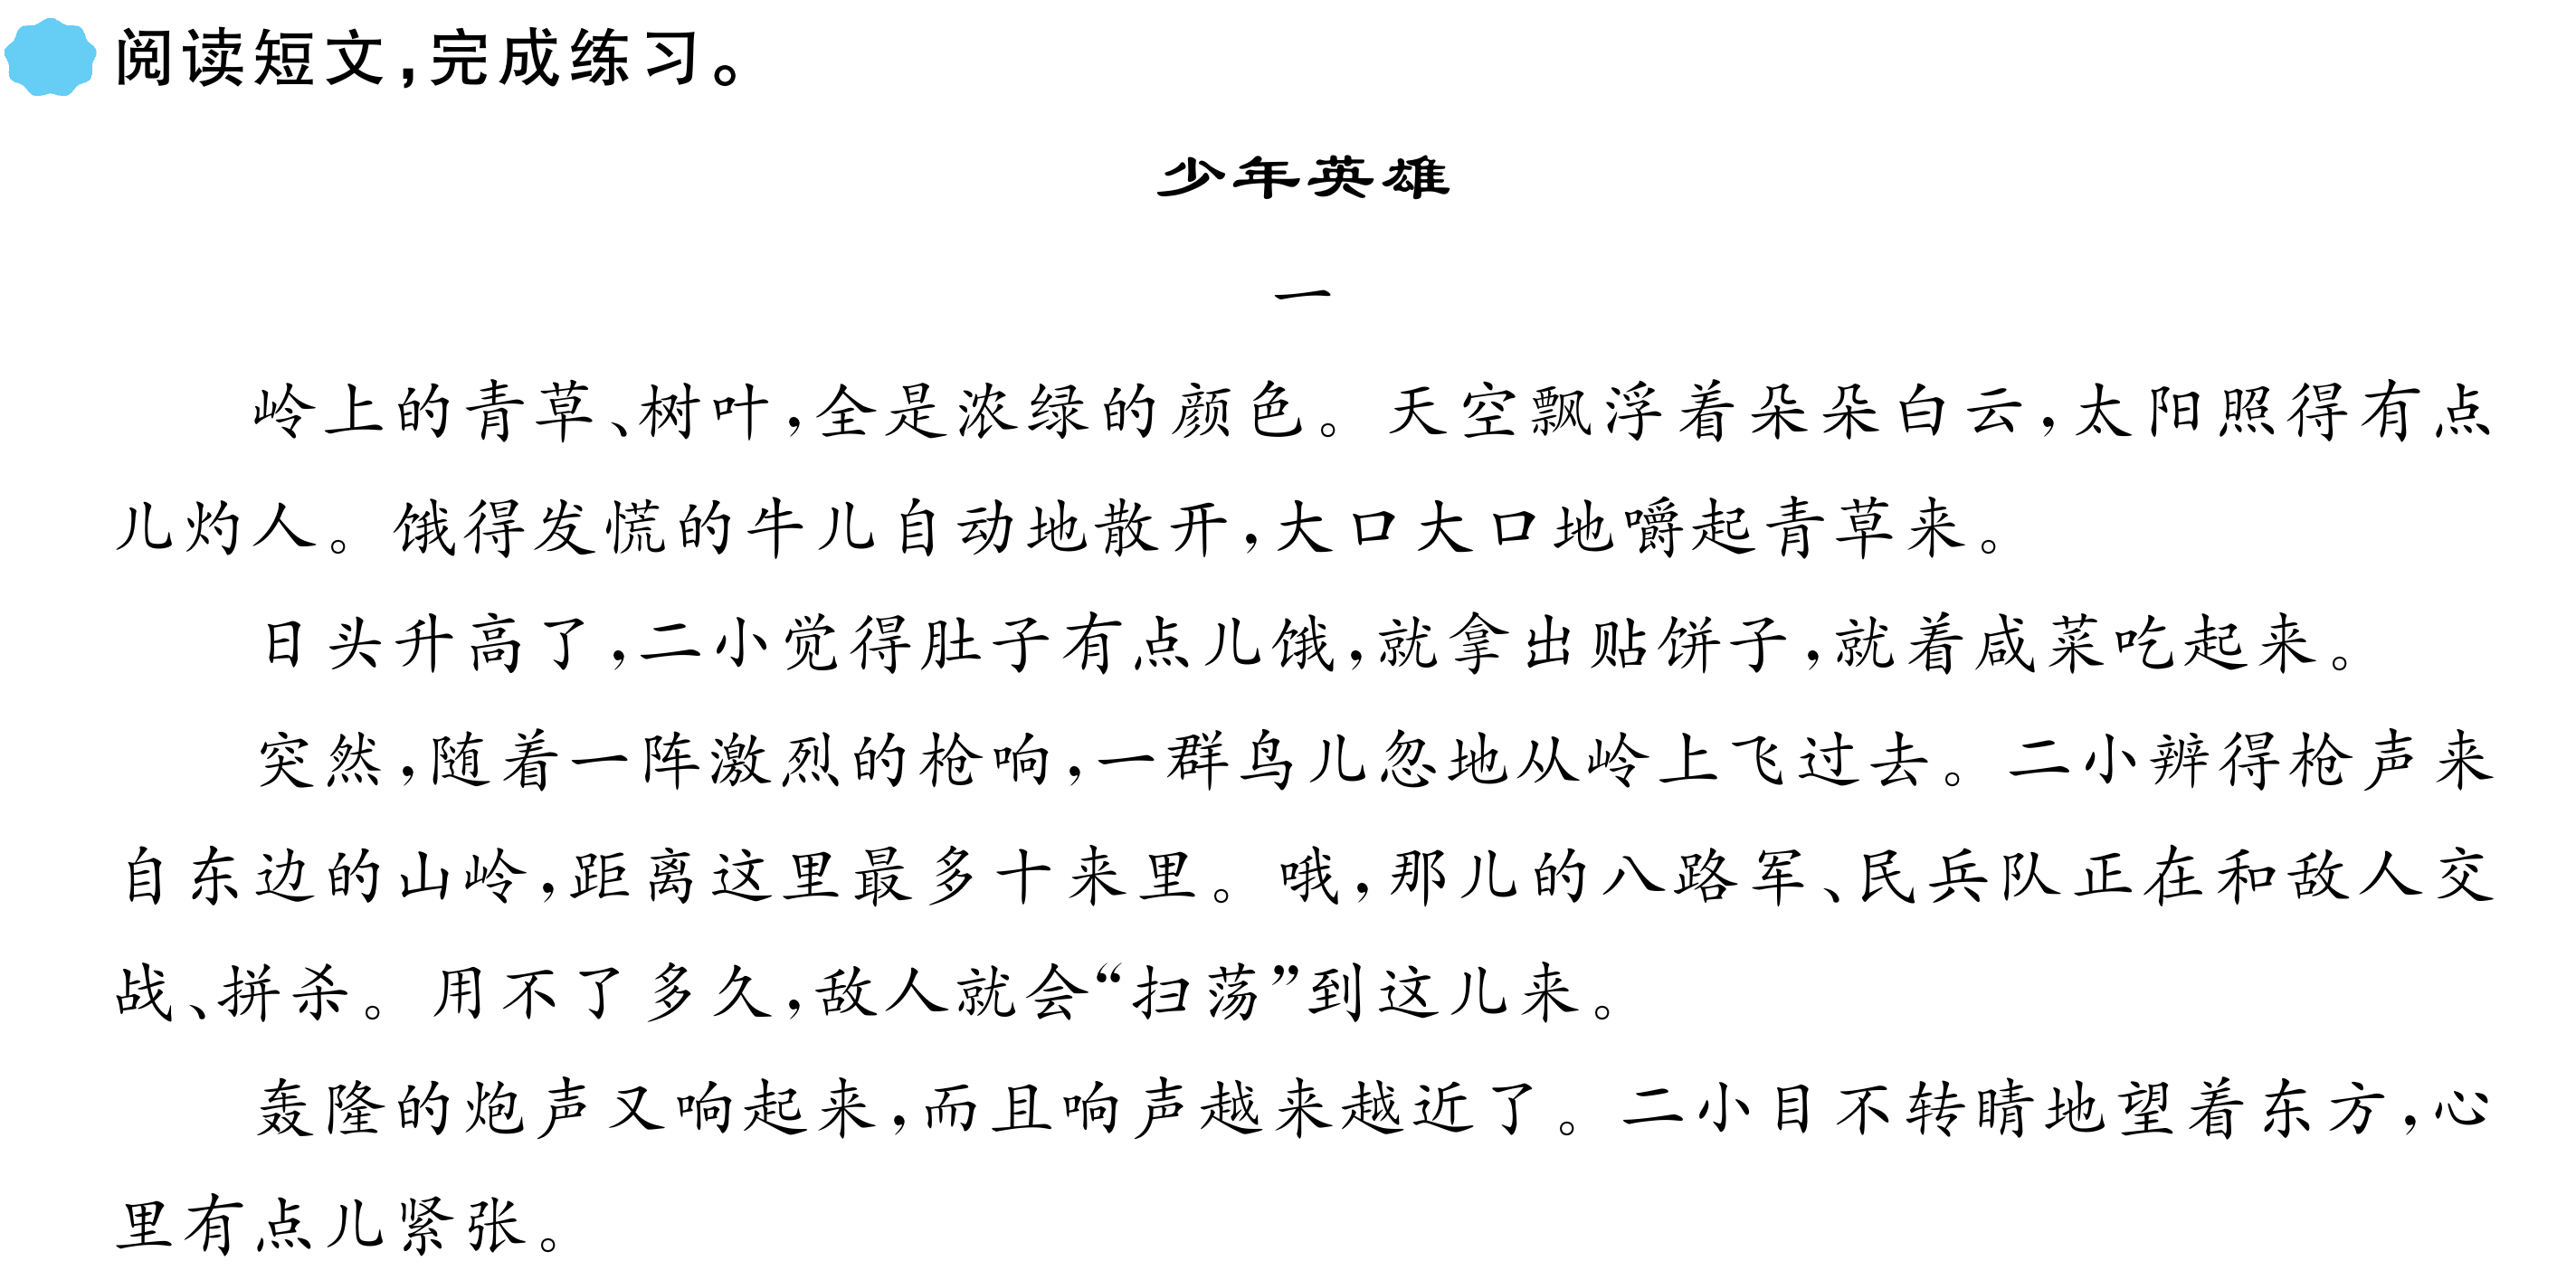 阅读短文,完成练习。
少年英雄
一
岭上的青草、树叶,全是浓绿的颜色。天空飘浮着朵朵白云,太阳照得有点
儿灼人。饿得发慌的牛儿自动地散开,大口大口地嚼起青草来。
日头升高了,二小觉得肚子有点儿饿,就拿出贴饼子,就着咸菜吃起来。
突然,随着一阵激烈的枪响,一群鸟儿忽地从岭上飞过去。二小辨得枪声来
自东边的山岭,距离这里最多十来里。哦,那儿的八路军、民兵队正在和敌人交
战、拼杀。用不了多久,敌人就会“扫荡”到这儿来。
轰隆的炮声又响起来,而且响声越来越近了。二小目不转睛地望着东方,心
里有点儿紧张。